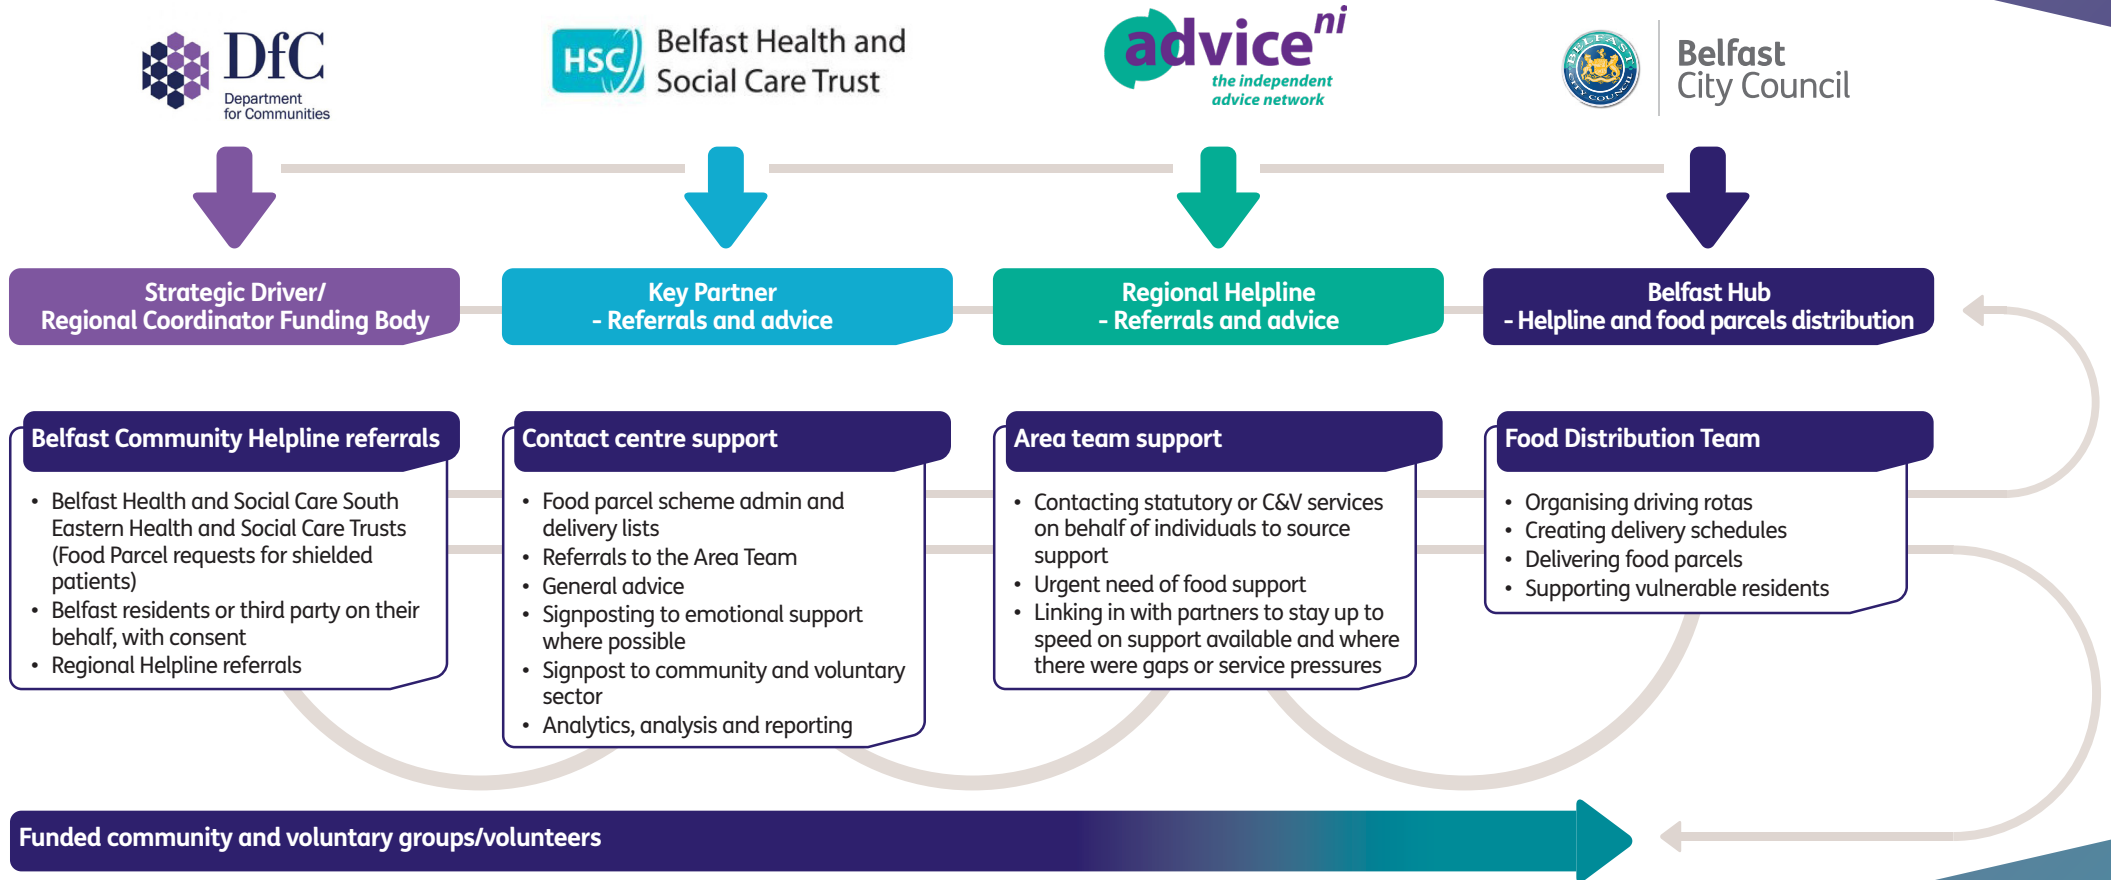 DfC
Department
for Communities
HSC
Belfast Health and
Social Care Trust
advice ni
the independent
advice network
BELFAST
CITY COUNCIL
Belfast
City Council
Strategic Driver/
Regional Coordinator Funding Body
Key Partner
- Referrals and advice
Regional Helpline
- Referrals and advice
Belfast Hub
- Helpline and food parcels distribution
Belfast Community Helpline referrals
• Belfast Health and Social Care South
Eastern Health and Social Care Trusts
(Food Parcel requests for shielded
patients)
• Belfast residents or third party on their
behalf, with consent
• Regional Helpline referrals
Contact centre support
• Food parcel scheme admin and
delivery lists
• Referrals to the Area Team
• General advice
• Signposting to emotional support
where possible
• Signpost to community and voluntary
sector
• Analytics, analysis and reporting
Area team support
• Contacting statutory or C&V services
on behalf of individuals to source
support
• Urgent need of food support
• Linking in with partners to stay up to
speed on support available and where
there were gaps or service pressures
Food Distribution Team
• Organising driving rotas
• Creating delivery schedules
• Delivering food parcels
• Supporting vulnerable residents
Funded community and voluntary groups/volunteers